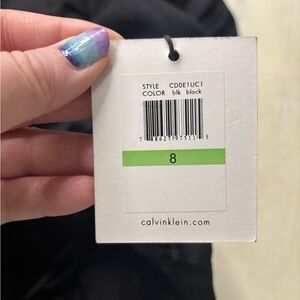 STYLE CD0E1UC1
COLOR blk black
8
calvinklein.com